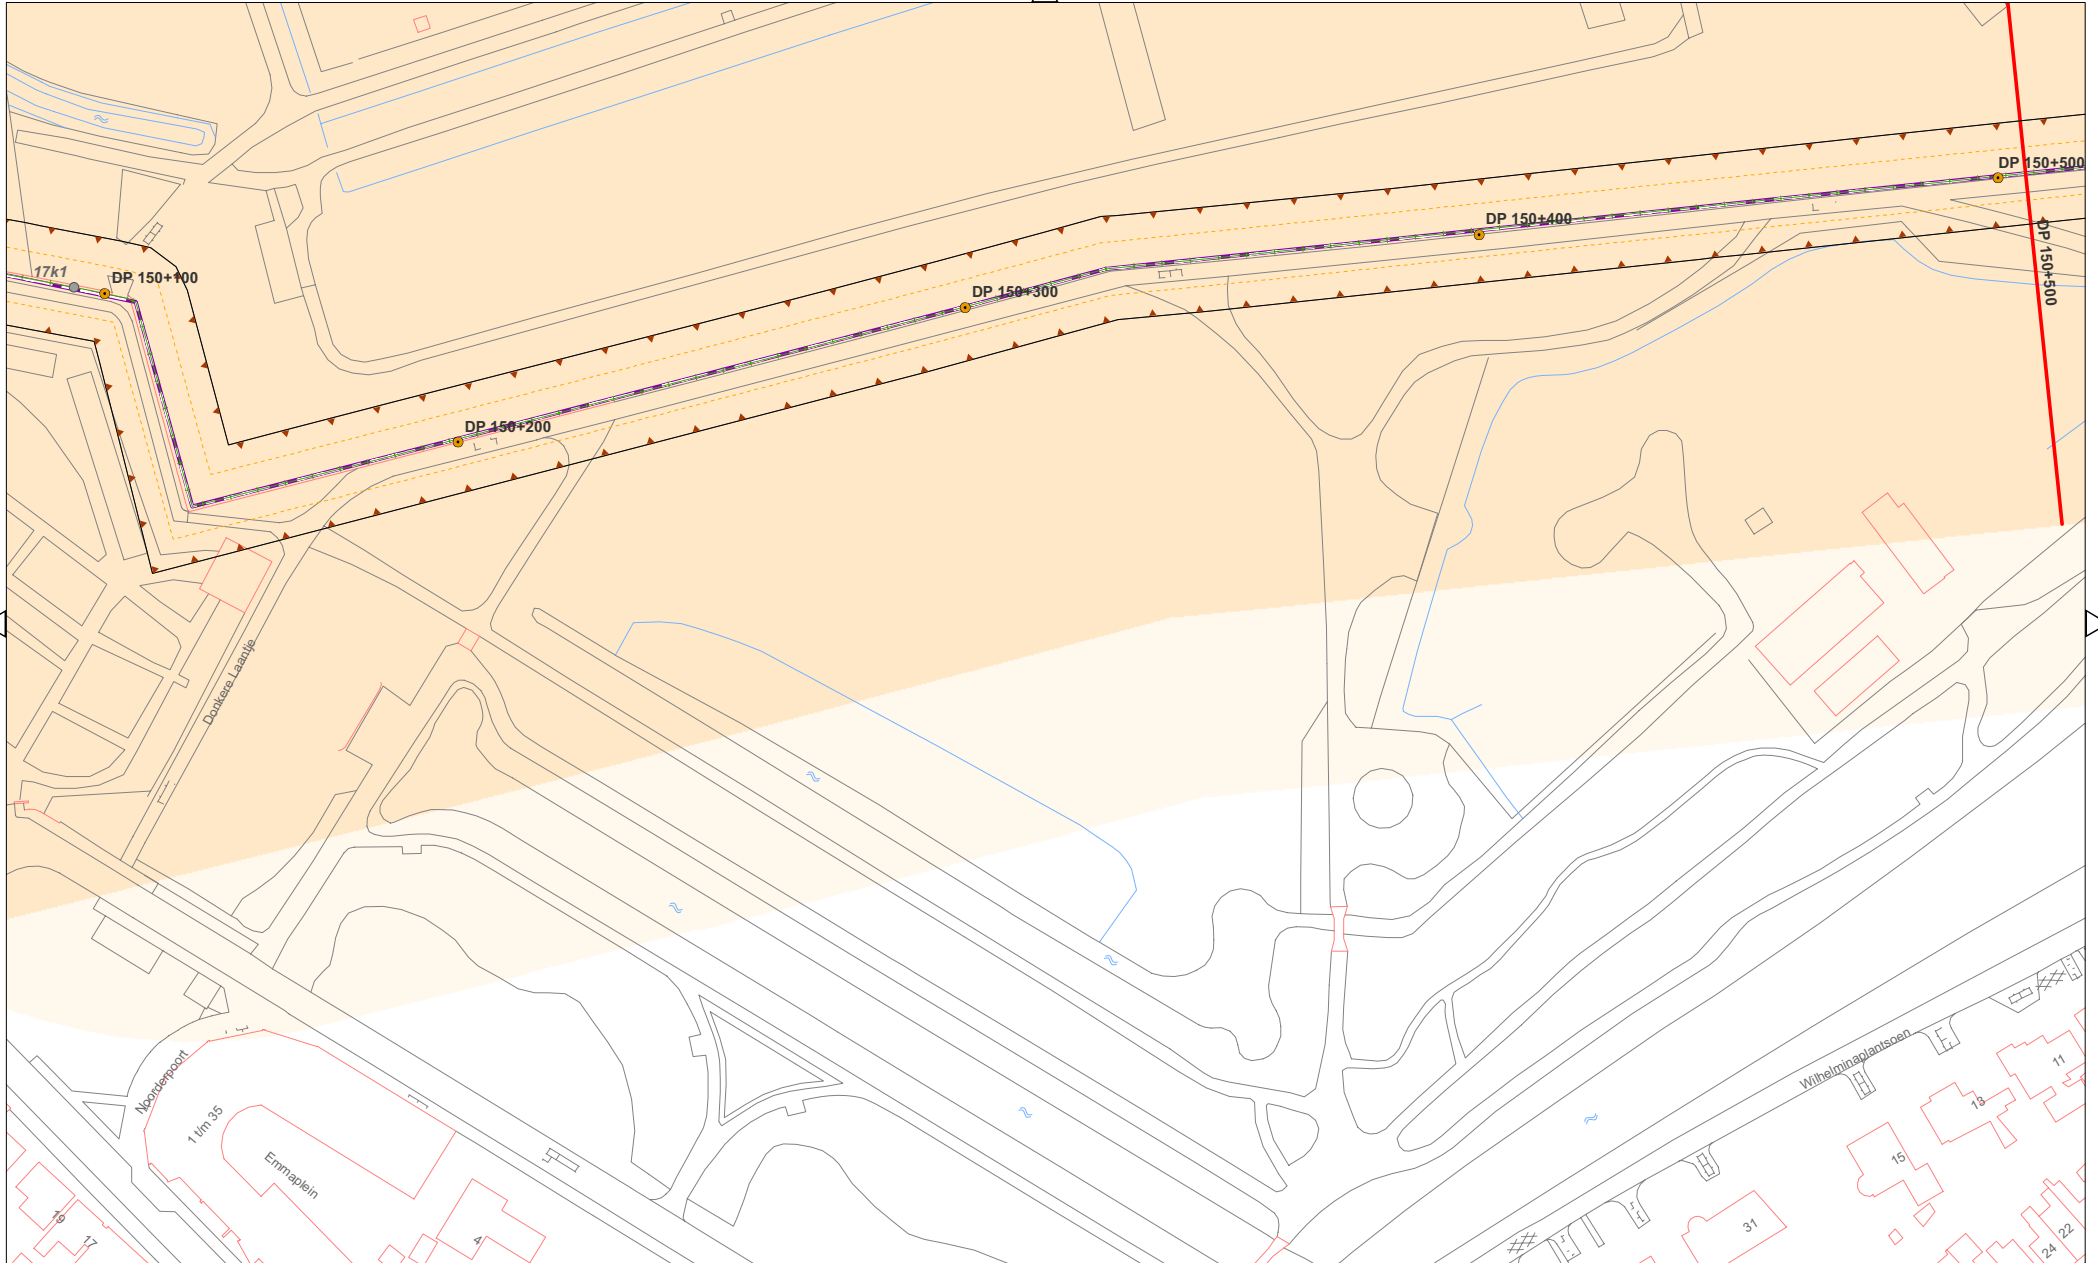 DP 150+500
DP 150+400
DP 150+500
17k1
DP 150+100
DP 150+300
DP 150+200
Donkere Laantje
Noorderpoort
1 t/m 35
Emmaplein
Wilhelminaplantsoen
11
13
15
31
22
24
19
17
4